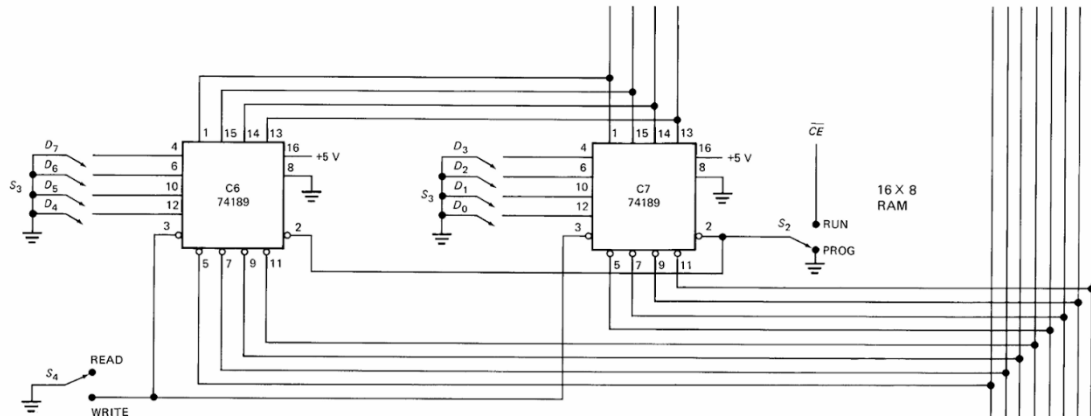 1 15 14 13
4
6
10
12
3
16
+5 V
8
2
5 7 9 11
C6
74189
D7
D6
S3
D5
D4
1 15 14 13
4
6
10
12
3
16
+5 V
8
2
5 7 9 11
C7
74189
D3
D2
S3
D1
D0
CE
RUN
S2
PROG
16 X 8
RAM
READ
S4
WRITE